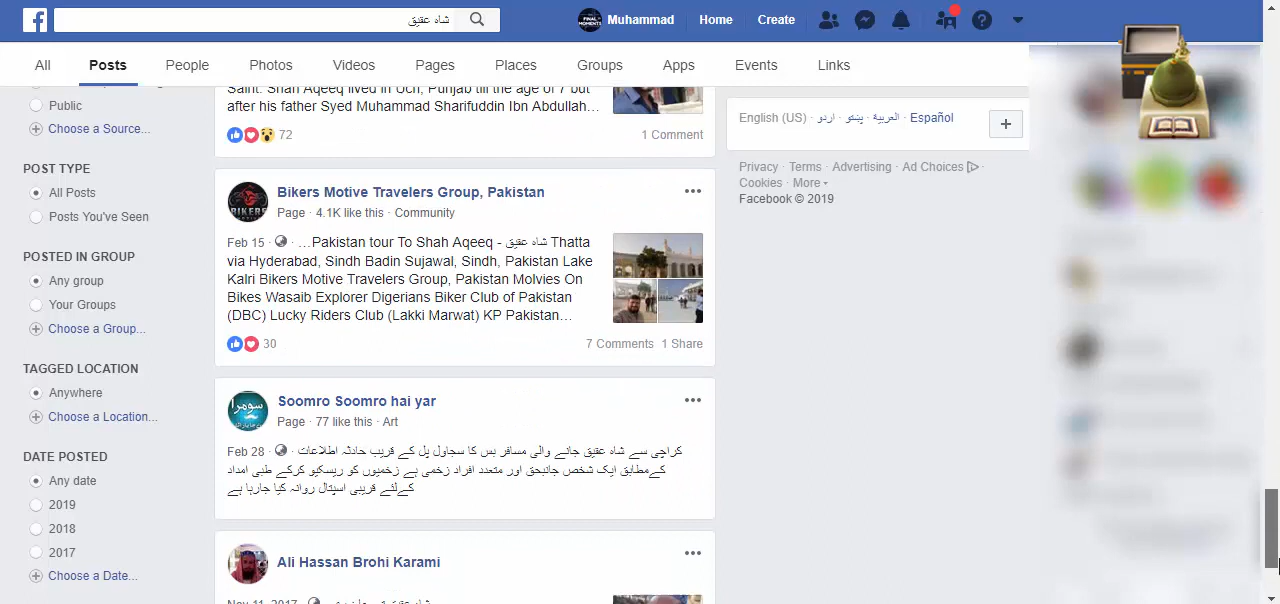 شاہ عقیق
Muhammad
Home
Create
All
Posts
People
Photos
Videos
Pages
Places
Groups
Apps
Events
Links
Public
Choose a Source...
POST TYPE
All Posts
Posts You've Seen
POSTED IN GROUP
Any group
Your Groups
Choose a Group...
TAGGED LOCATION
Anywhere
Choose a Location...
DATE POSTED
Any date
2019
2018
2017
Choose a Date...
Saint. Shah Aqeeq lived in Uch, Punjab till the age of 7 but
after his father Syed Muhammad Sharifuddin Ibn Abdullah...
72
1 Comment
Bikers Motive Travelers Group, Pakistan
Page · 4.1K like this · Community
Feb 15 · ...Pakistan tour To Shah Aqeeq - شاہ عقیق Thatta
via Hyderabad, Sindh Badin Sujawal, Sindh, Pakistan Lake
Kalri Bikers Motive Travelers Group, Pakistan Molvies On
Bikes Wasaib Explorer Digerians Biker Club of Pakistan
(DBC) Lucky Riders Club (Lakki Marwat) KP Pakistan...
30
7 Comments 1 Share
Soomro Soomro hai yar
Page · 77 like this · Art
Feb 28 · کراچی سے شاہ عقیق جانے والی مسافر بس کا سجاول پل کے قریب حادثہ اطلاعات
کےمطابق ایک شخص جانبحق اور متعدد افراد زخمی ہے زخمیوں کو ریسکیو کرکے طبی امداد
کےلئے قریبی اسپتال روانہ کیا جارہا ہے
Ali Hassan Brohi Karami
Nov 11, 2017
English (US) · اردو · پښتو · العربية · Español
Privacy · Terms · Advertising · Ad Choices ·
Cookies · More
Facebook © 2019